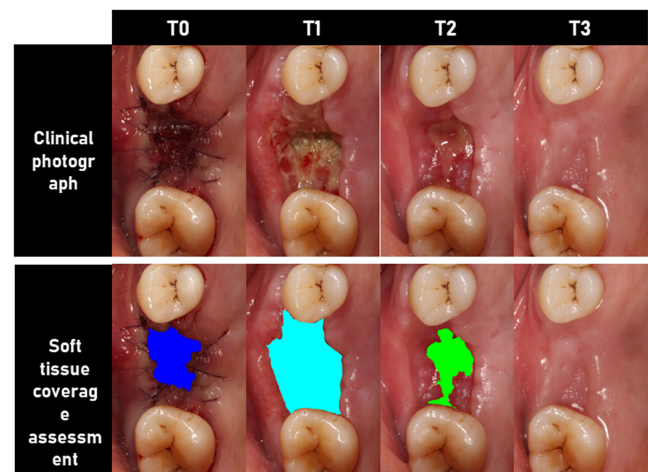 T0 T1 T2 T3
Clinical
photogr
aph
Soft
tissue
coverag
e
assessm
ent